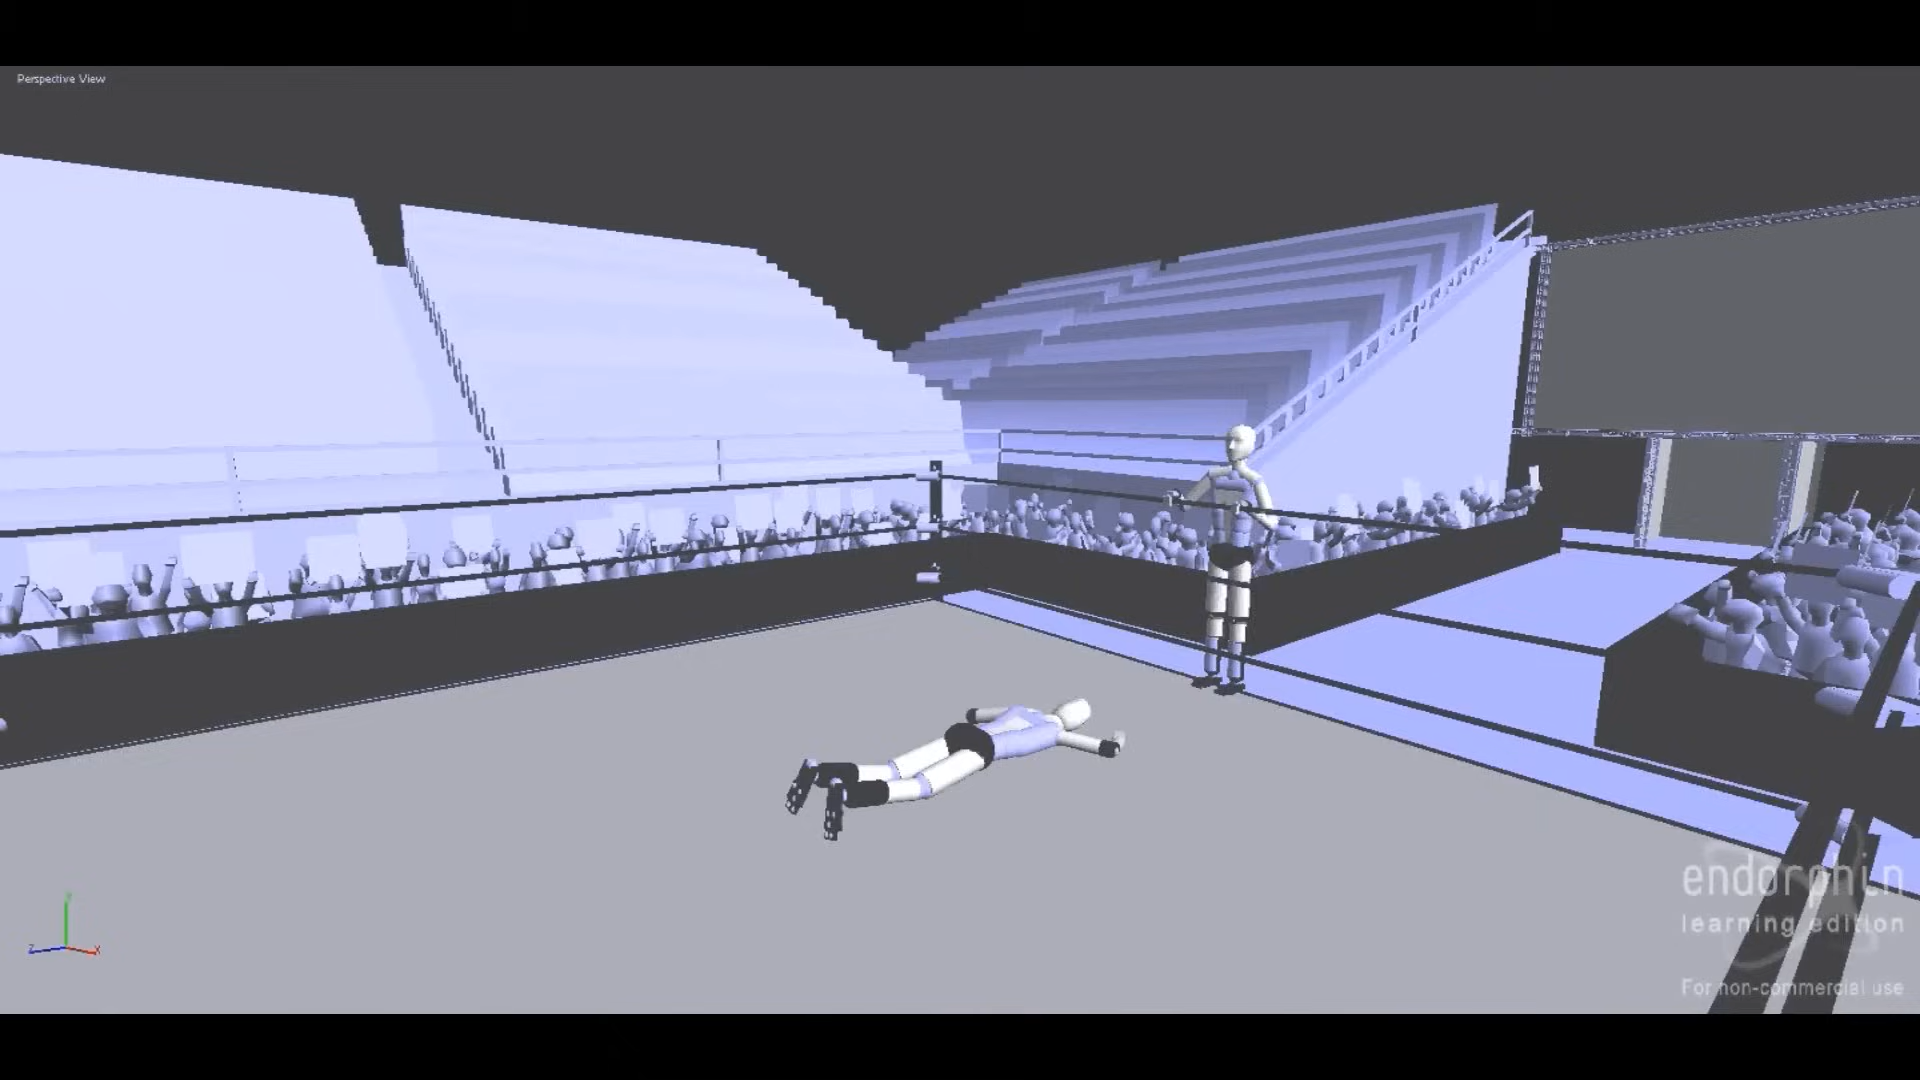 Perspective View
endorphin
learning edition
For non-commercial use
Y
Z
X